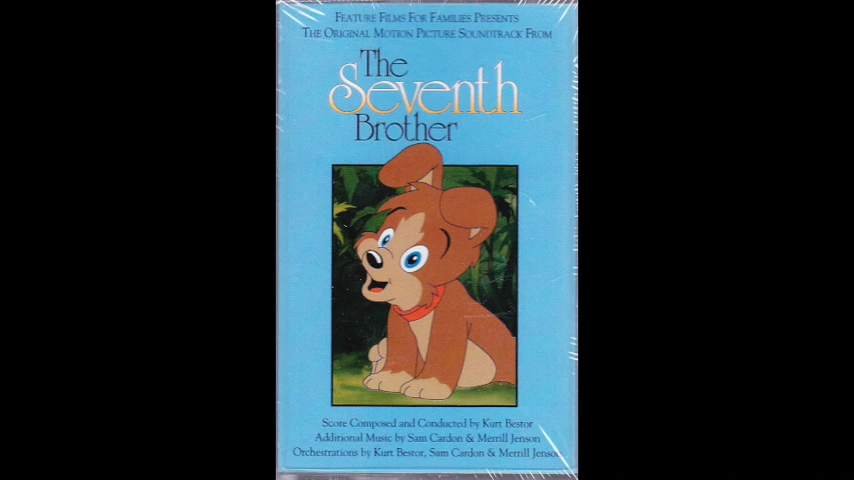 Feature Films For Families Presents
The Original Motion Picture Soundtrack From
The
Seventh
Brother
Score Composed and Conducted by Kurt Bestor
Additional Music by Sam Cardon & Merrill Jenson
Orchestrations by Kurt Bestor, Sam Cardon & Merrill Jenson